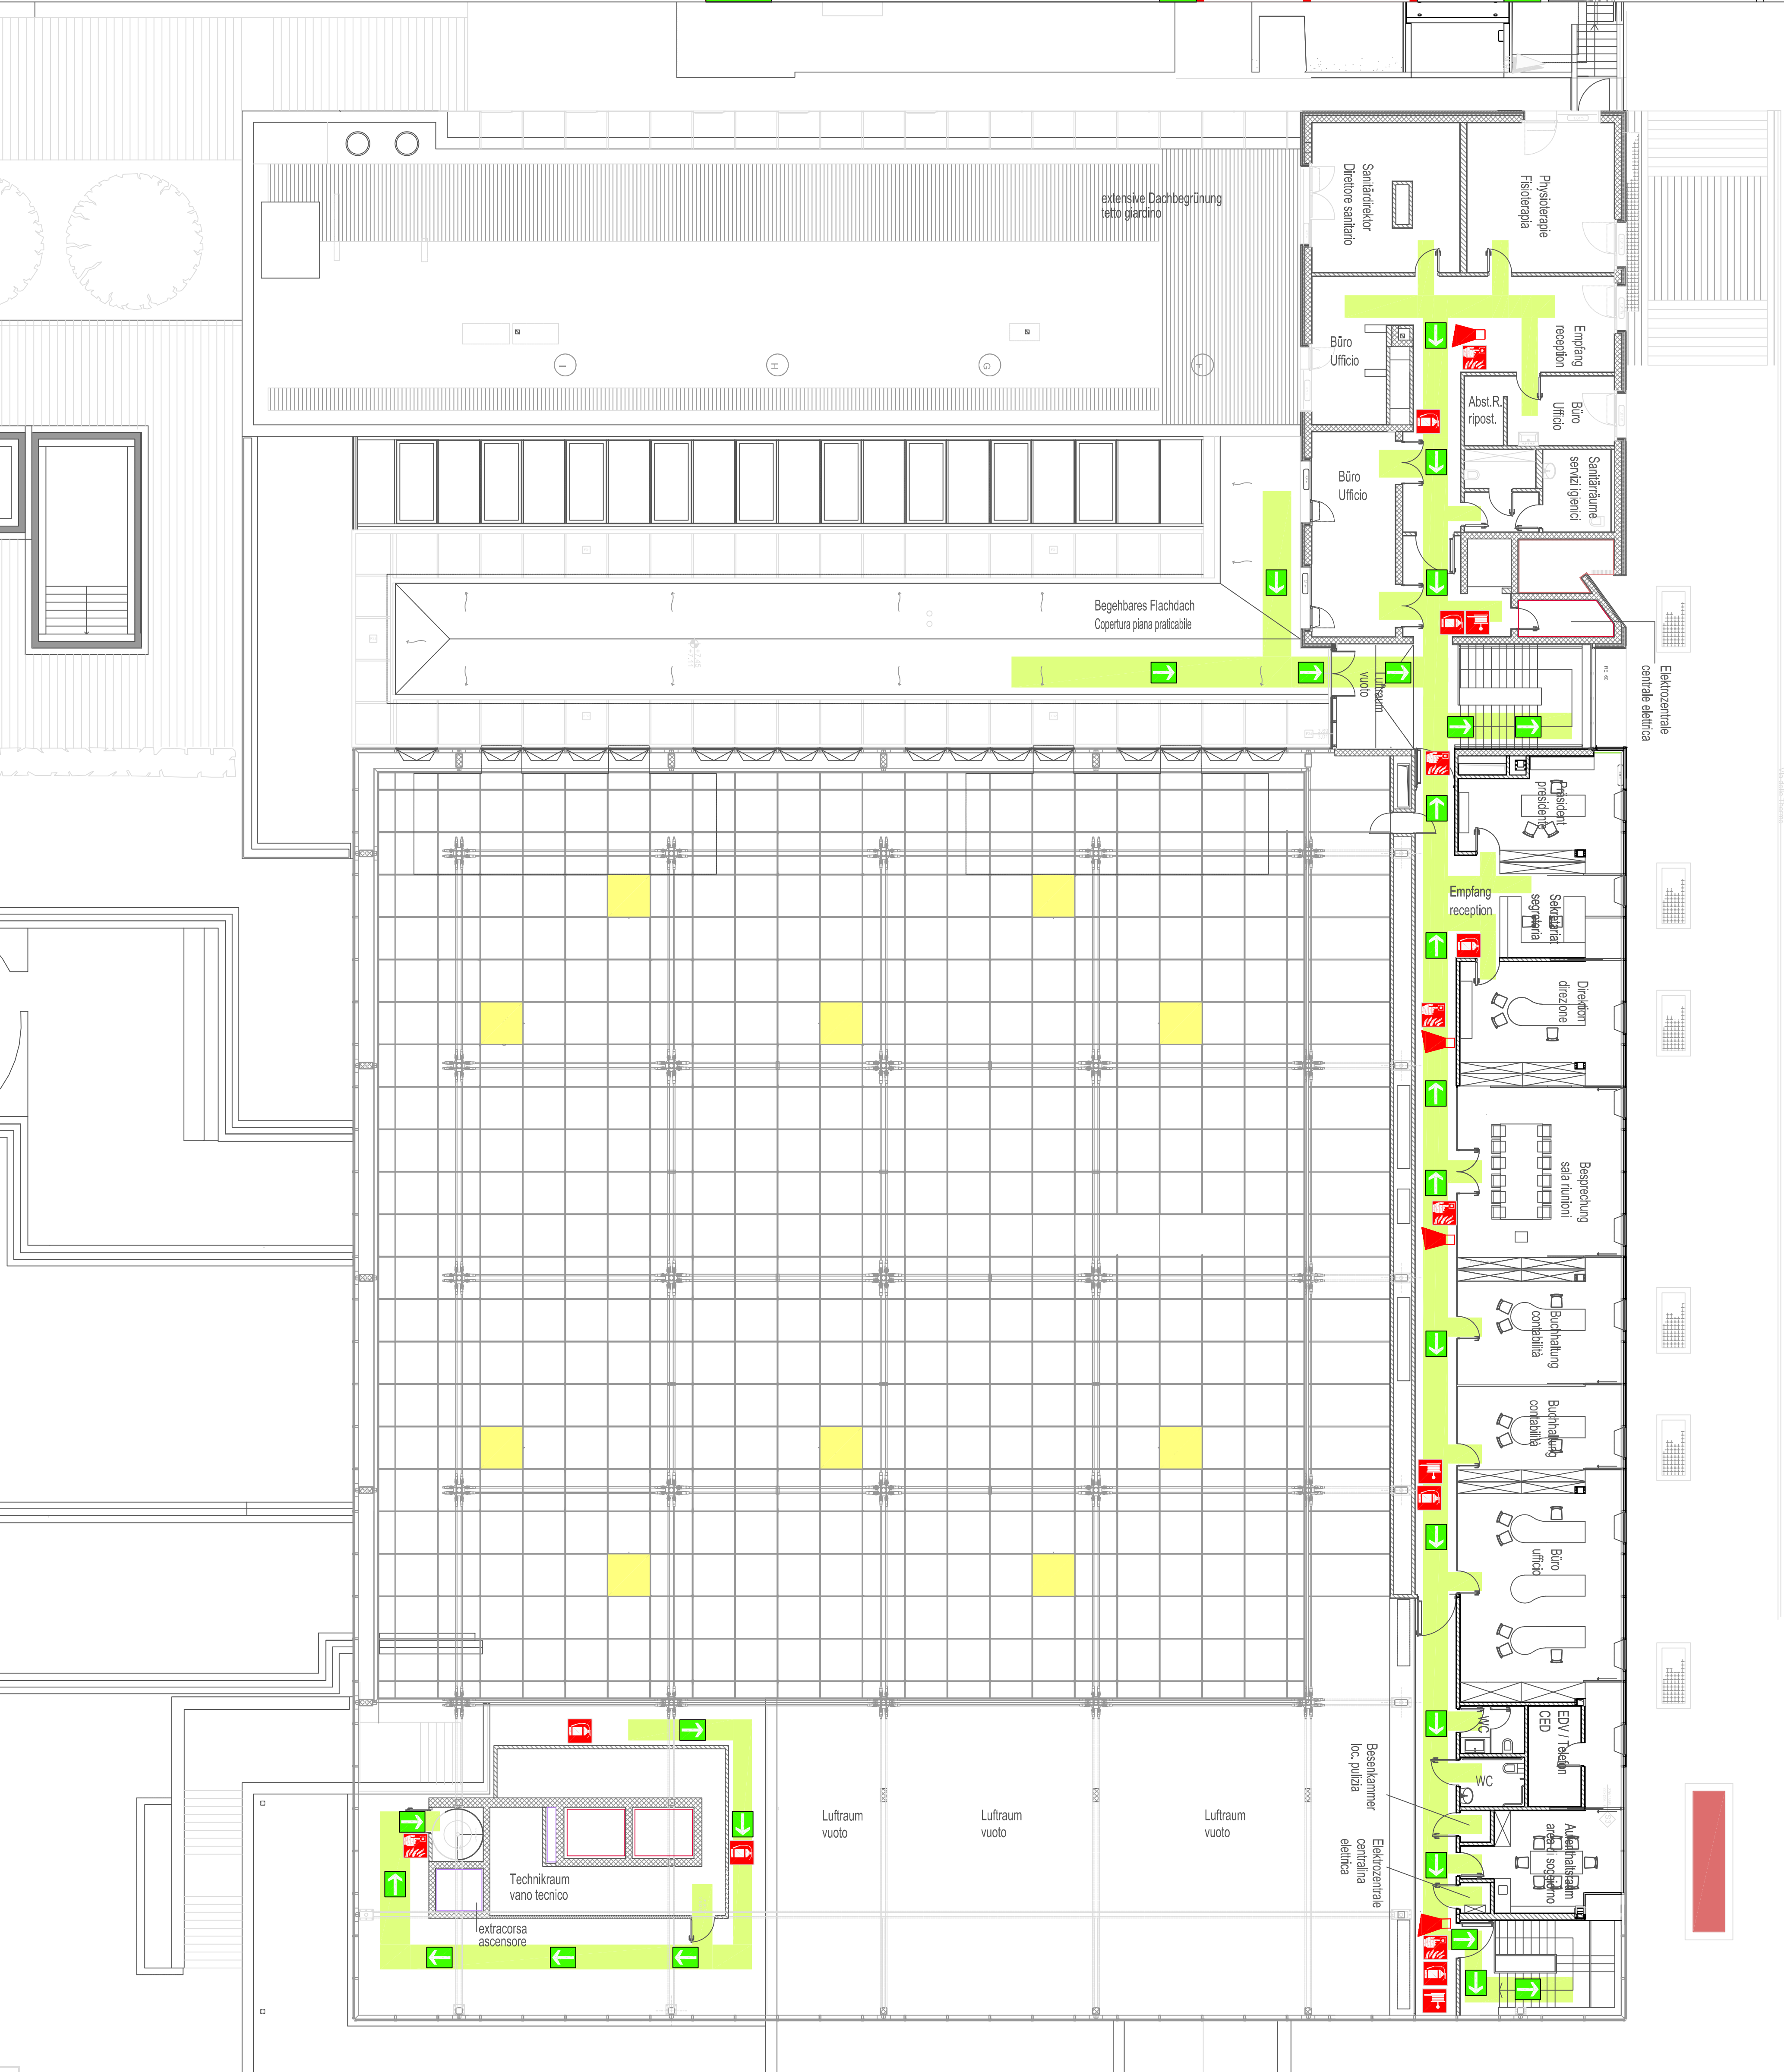 extensive Dachbegrünung
tetto giardino
Sanitärdirektor
Direttore sanitario
Physioterapie
Fisioterapia
Büro
Ufficio
Empfang
reception
Abst.R.
ripost.
Büro
Ufficio
I
H
G
F
Büro
Ufficio
Sanitärräume
servizi igienici
Begehbares Flachdach
Copertura piana praticabile
Luftraum
vuoto
Elektrozentrale
centrale elettrica
Präsident
presidente
Empfang
reception
Sekretariat
segreteria
Direktion
direzione
Besprechung
sala riunioni
Buchhaltung
contabilità
Buchhaltung
contabilità
Büro
ufficio
WC
EDV/ Telefon
CED
WC
Besenkammer
loc. pulizia
Aufenthaltsraum
area di soggiorno
Elektrozentrale
centralina
elettrica
Luftraum
vuoto
Luftraum
vuoto
Luftraum
vuoto
Technikraum
vano tecnico
extracorsa
ascensore